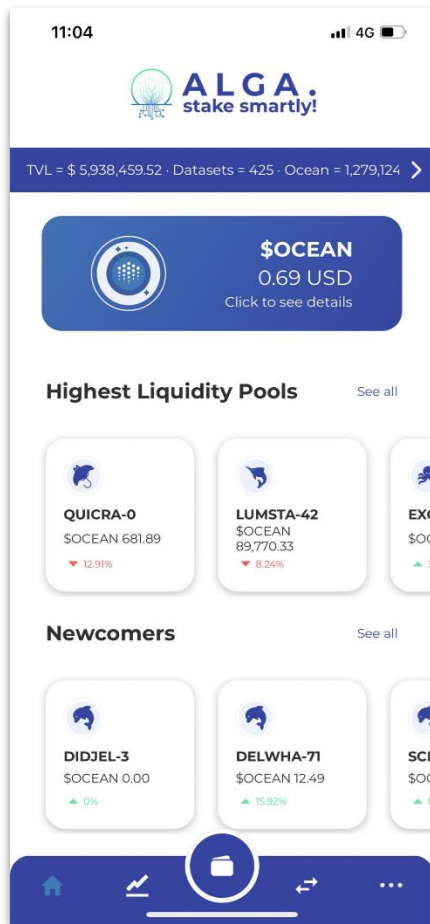 11:04
4G
ALGA.
stake smartly!
TVL = $ 5,938,459.52 · Datasets = 425 · Ocean = 1,279,124
$OCEAN
0.69 USD
Click to see details
Highest Liquidity Pools
See all
QUICRA-0
$OCEAN 681.89
12.91%
LUMSTA-42
$OCEAN
89,770.33
8.24%
Newcomers
See all
DIDJEL-3
$OCEAN 0.00
0%
DELWHA-71
$OCEAN 12.49
15.92%